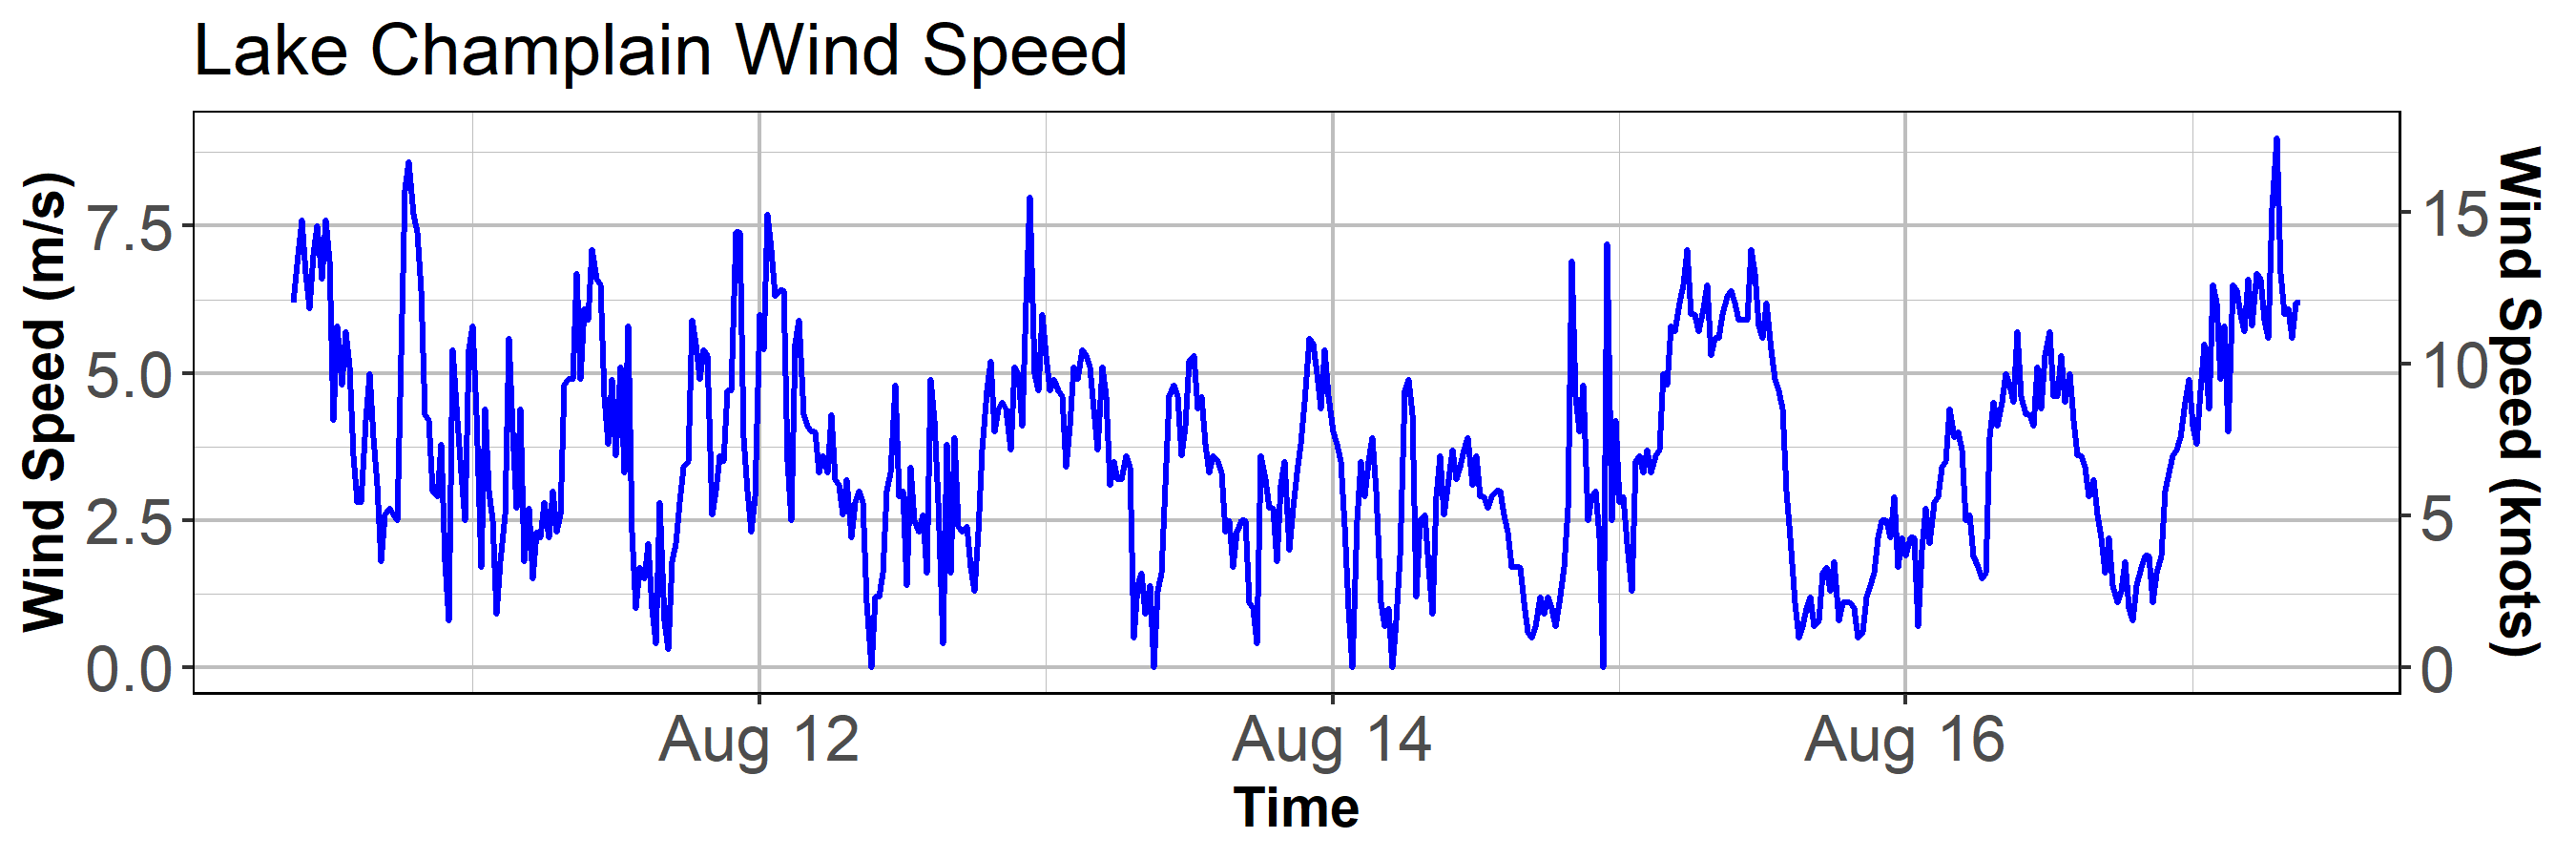 Lake Champlain Wind Speed
Wind Speed (m/s)
7.5
5.0
2.5
0.0
15
10
5
0
Wind Speed (knots)
Aug 12
Aug 14
Aug 16
Time